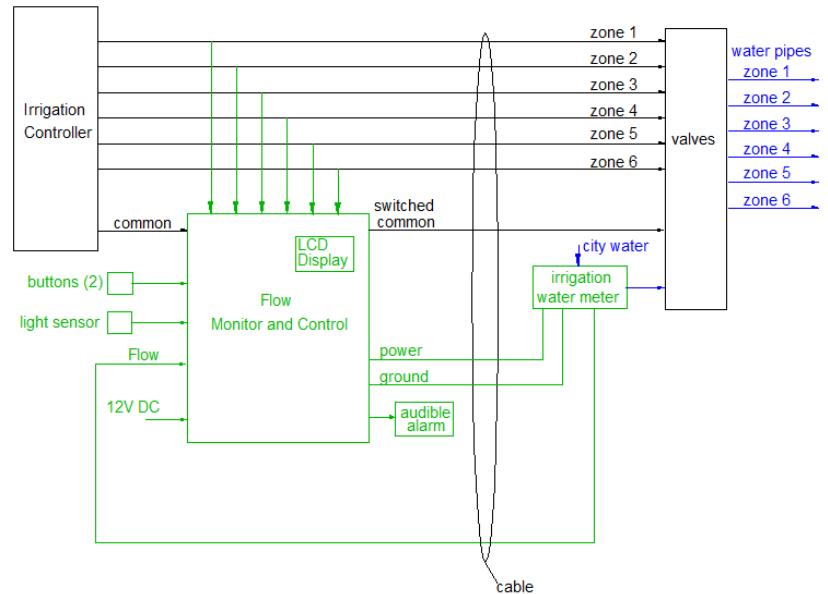 zone 1
zone 2
zone 3
zone 4
zone 5
zone 6
Irrigation
Controller
valves
water pipes
zone 1
zone 2
zone 3
zone 4
zone 5
zone 6
common
switched
common
LCD
Display
city water
buttons (2)
irrigation
water meter
Flow
Monitor and Control
light sensor
Flow
power
ground
12V DC
audible
alarm
cable